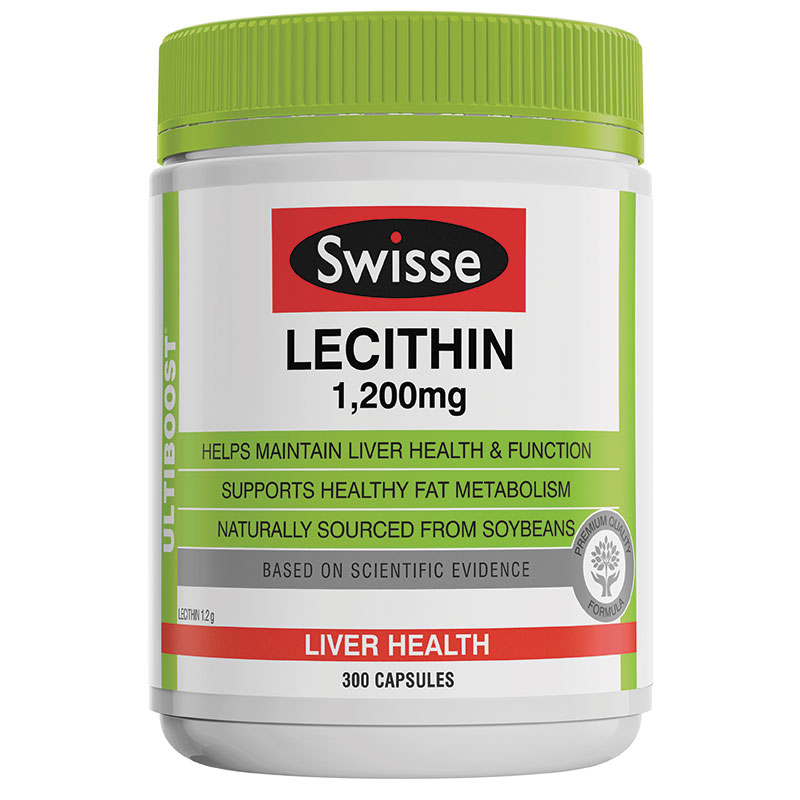 Swisse
LECITHIN
1,200mg
HELPS MAINTAIN LIVER HEALTH & FUNCTION
SUPPORTS HEALTHY FAT METABOLISM
NATURALLY SOURCED FROM SOYBEANS
BASED ON SCIENTIFIC EVIDENCE
PREMIUM QUALITY
FORMULA
ULTIBOOST®
LECITHIN 1.2g
LIVER HEALTH
300 CAPSULES